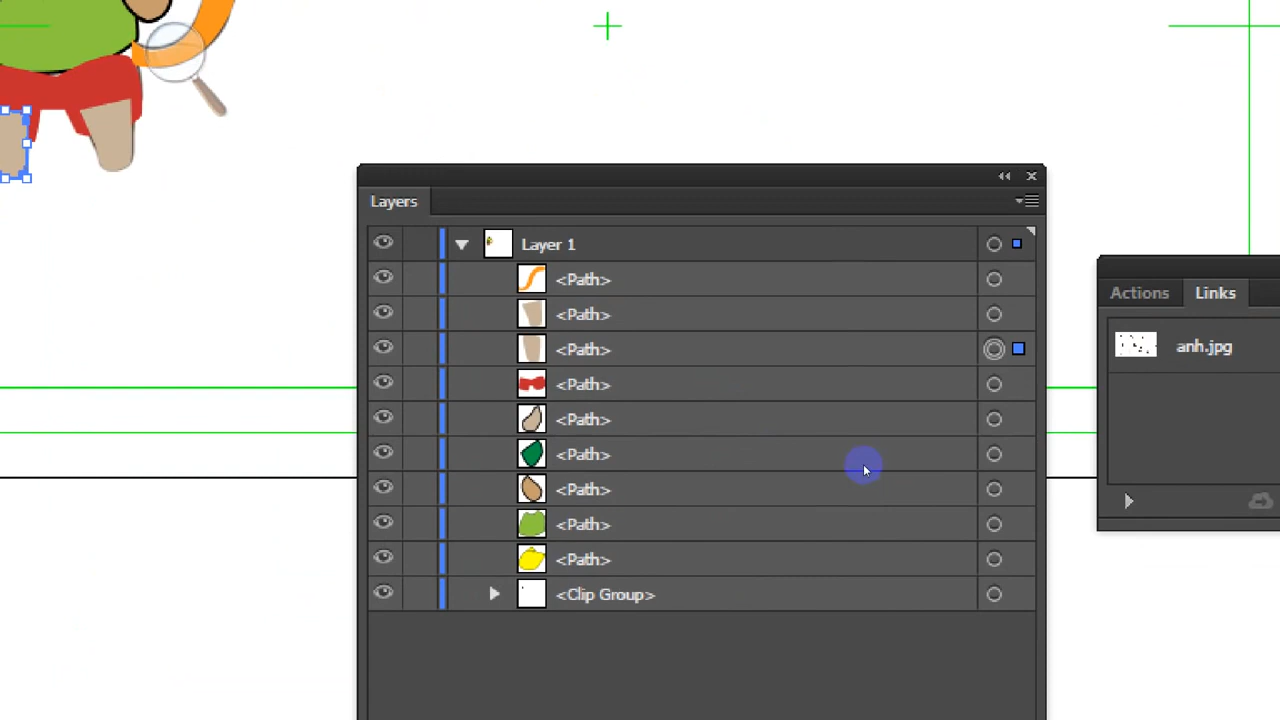 Layers
Layer 1
<Path>
<Path>
<Path>
<Path>
<Path>
<Path>
<Path>
<Path>
<Path>
<Clip Group>
Actions Links
anh.jpg